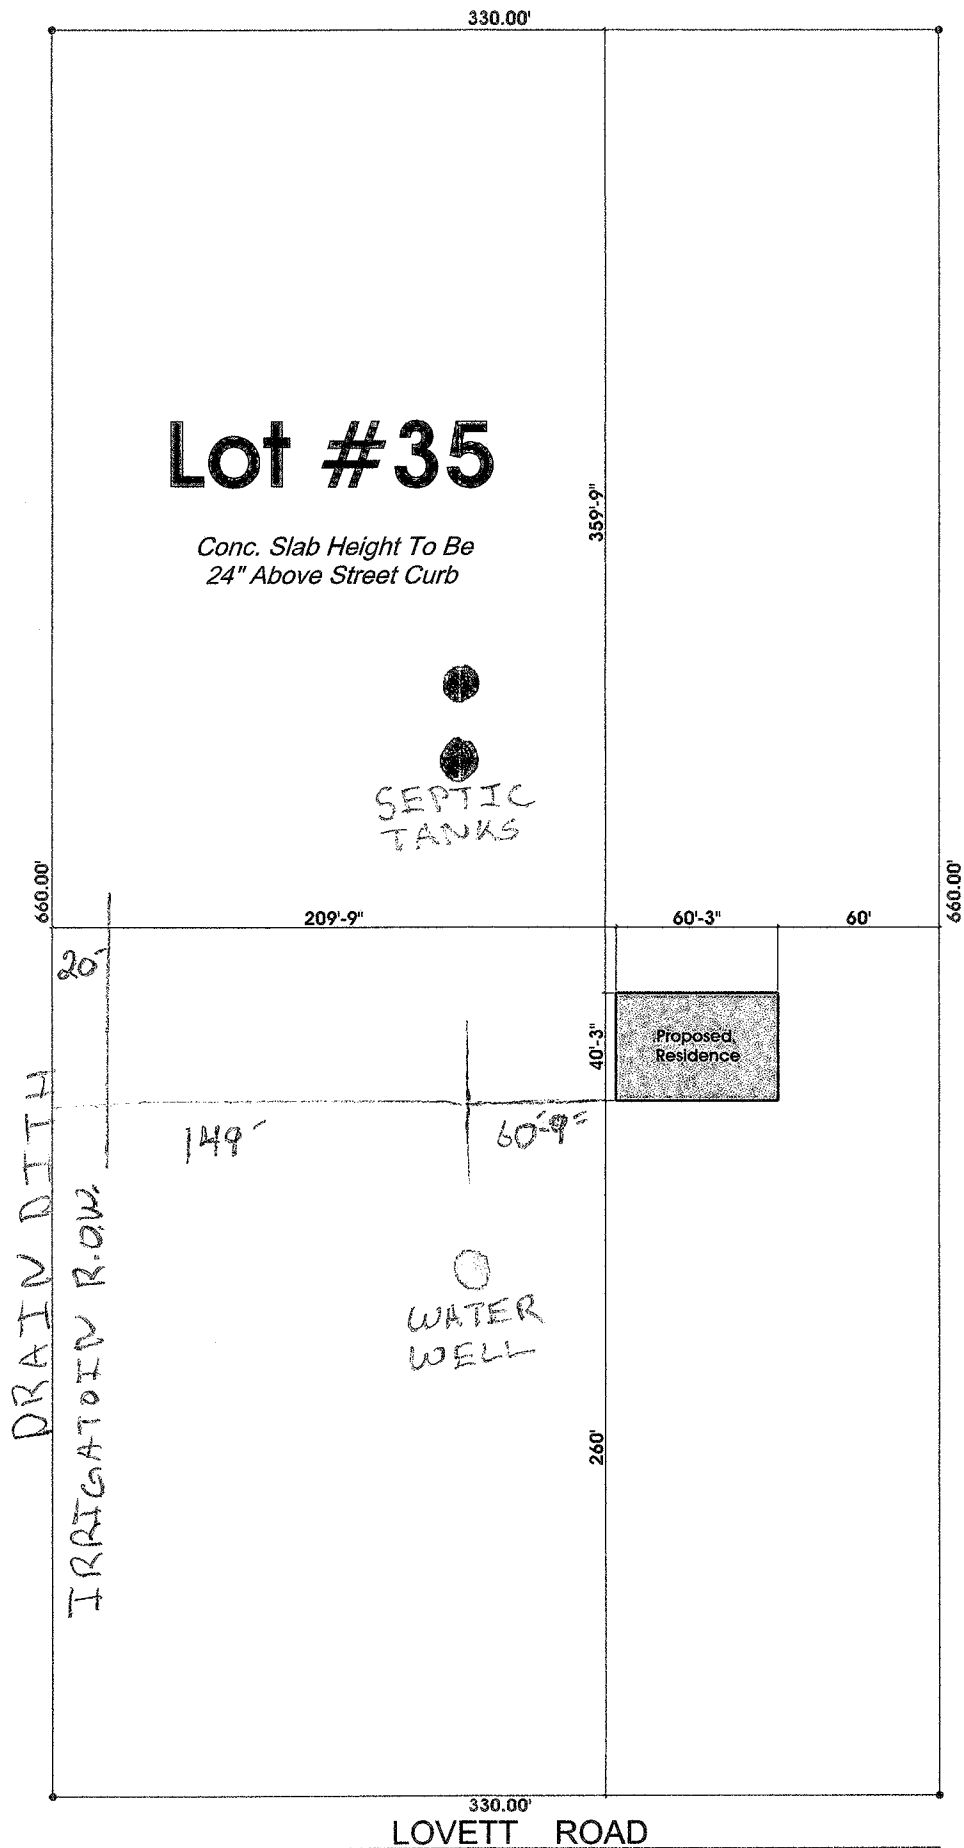 330.00'
Lot #35
359'-9"
Conc. Slab Height To Be
24" Above Street Curb
SEPTIC
TANKS
660.00'
660.00'
209'-9"
60'-3"
60'
20'
40'-3"
Proposed
Residence
149'
60'-9"
DRAIN DITH
IRRIGATOIN R.O.W.
WATER
WELL
260'
330.00'
LOVETT ROAD